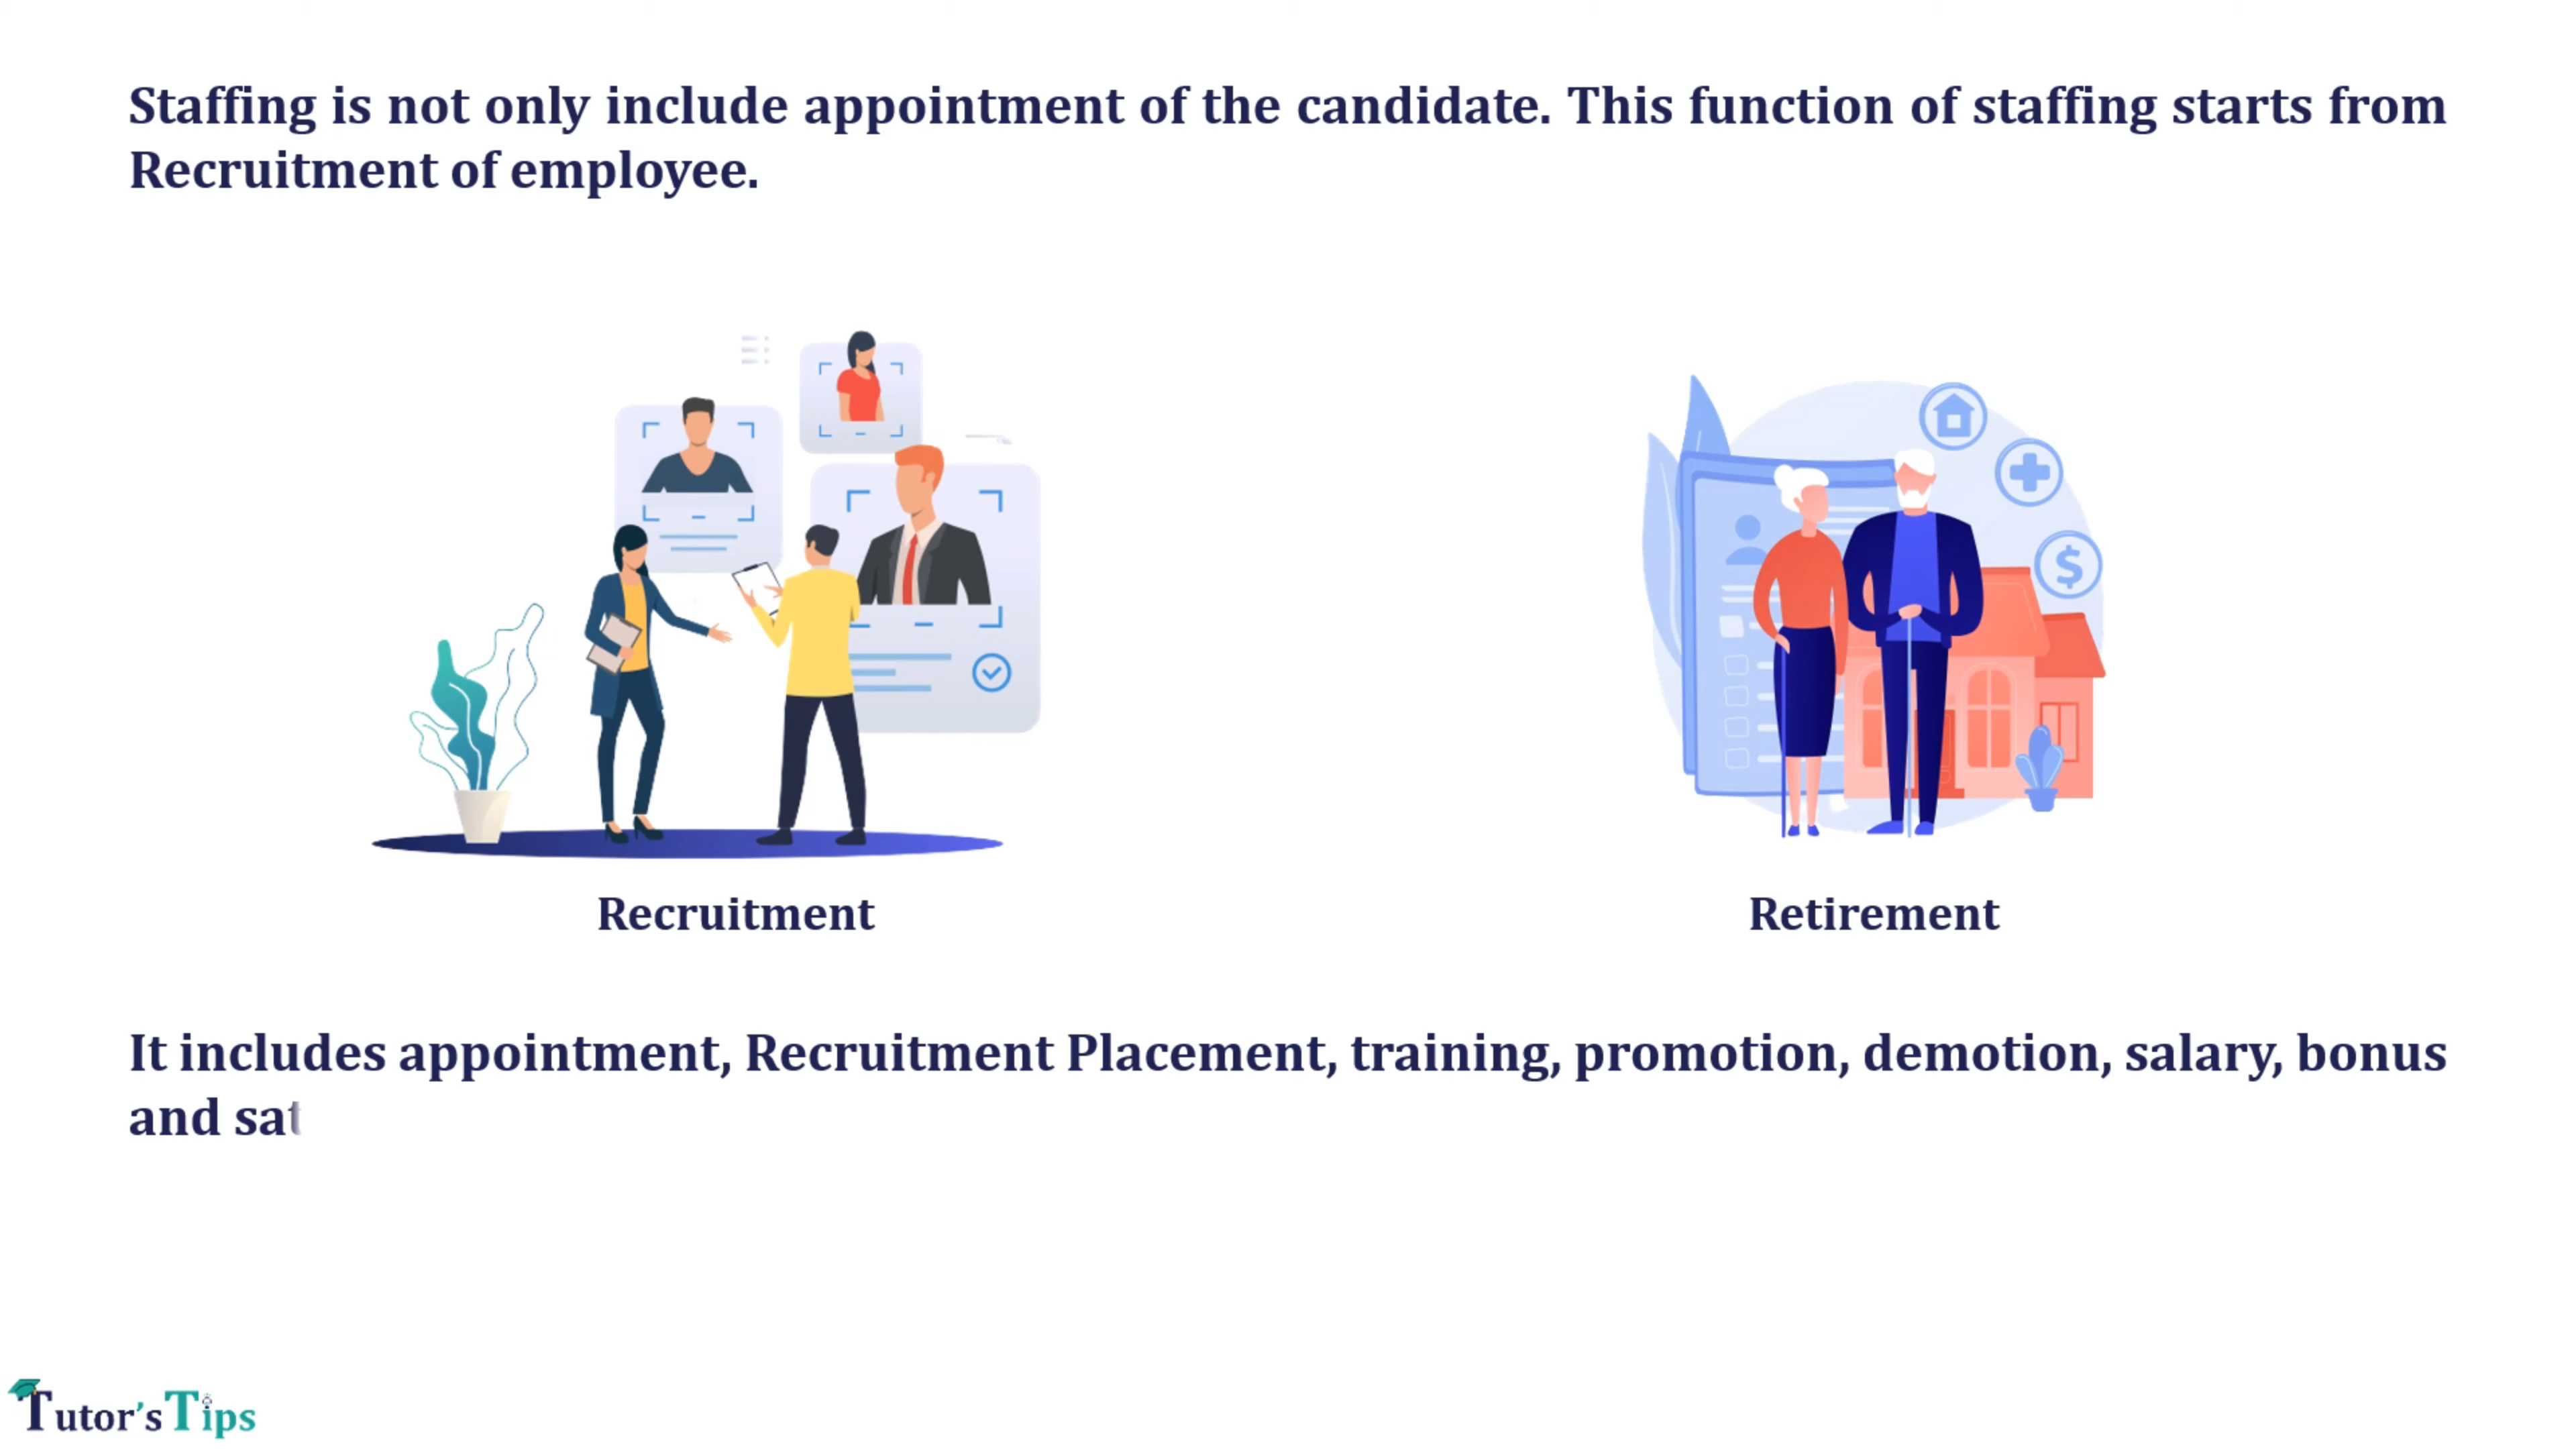 Staffing is not only include appointment of the candidate. This function of staffing starts from
Recruitment of employee.
Recruitment
Retirement
It includes appointment, Recruitment Placement, training, promotion, demotion, salary, bonus
and sat
Tutor'sTips